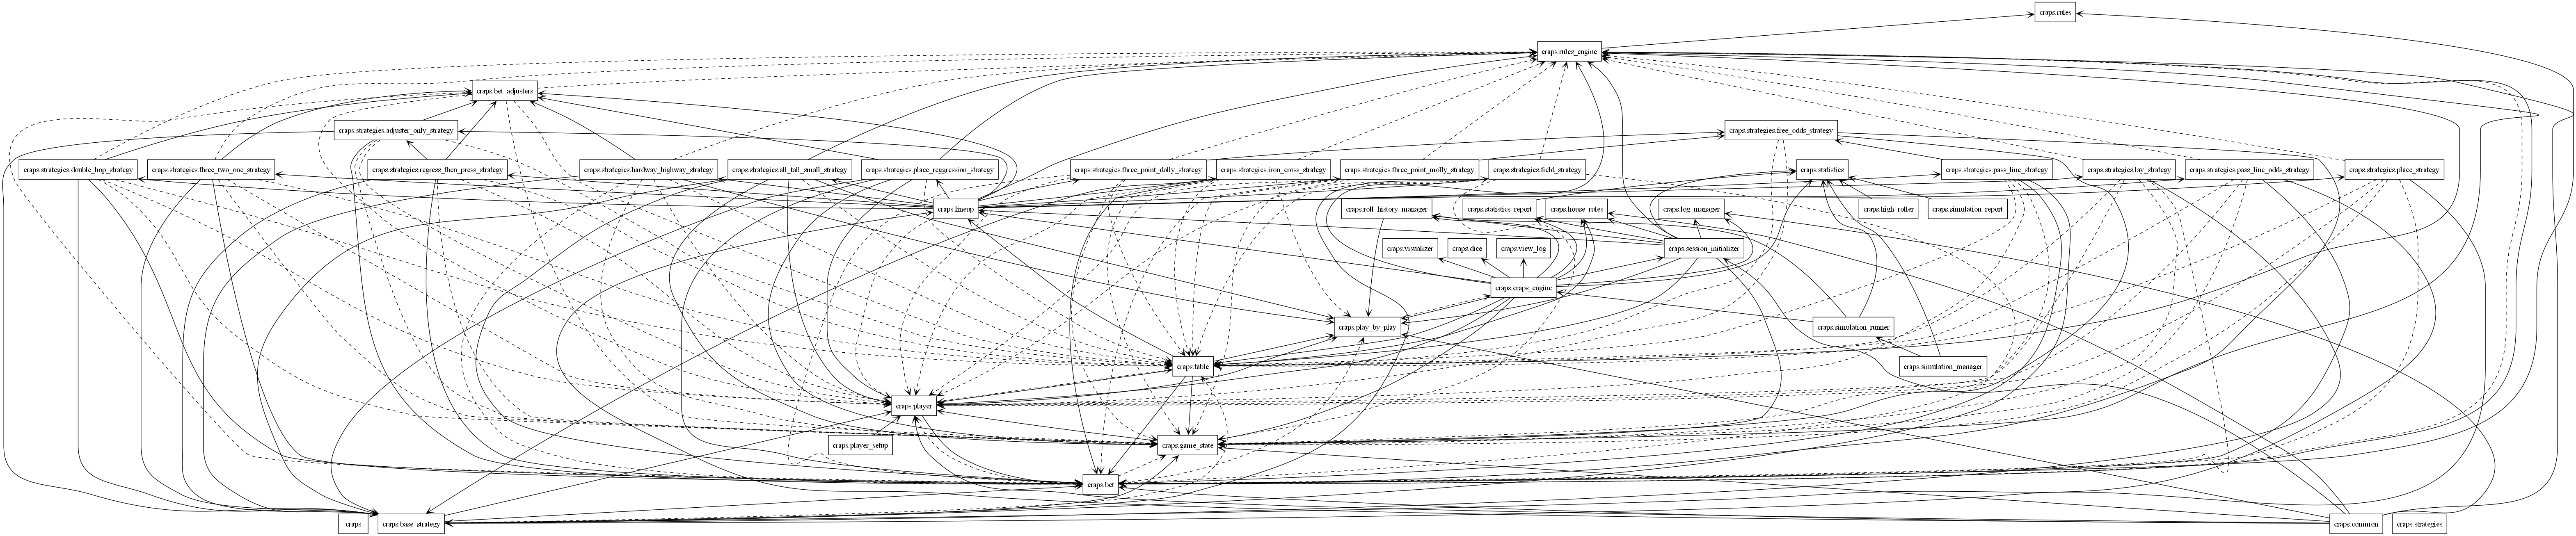 craps.rules
craps.rules_engine
craps.bet_adjusters
craps.strategies.adjuster_only_strategy
craps.strategies.free_odds_strategy
craps.strategies.double_hop_strategy
craps.strategies.three_two_one_strategy
craps.strategies.regress_then_press_strategy
craps.strategies.hardway_highway_strategy
craps.strategies.all_tall_small_strategy
craps.strategies.place_reggression_strategy
craps.strategies.three_point_dolly_strategy
craps.strategies.iron_cross_strategy
craps.strategies.three_point_molly_strategy
craps.strategies.field_strategy
craps.statistics
craps.strategies.pass_line_strategy
craps.strategies.lay_strategy
craps.strategies.pass_line_odds_strategy
craps.strategies.place_strategy
craps.lineup
craps.roll_history_manager
craps.statistics_report
craps.house_rules
craps.log_manager
craps.high_roller
craps.simulation_report
craps.visualizer
craps.dice
craps.view_log
craps.session_initializer
craps.craps_engine
craps.play_by_play
craps.simulation_runner
craps.table
craps.simulation_manager
craps.player
craps.player_setup
craps.game_state
craps.bet
craps
craps.base_strategy
craps.common
craps.strategies